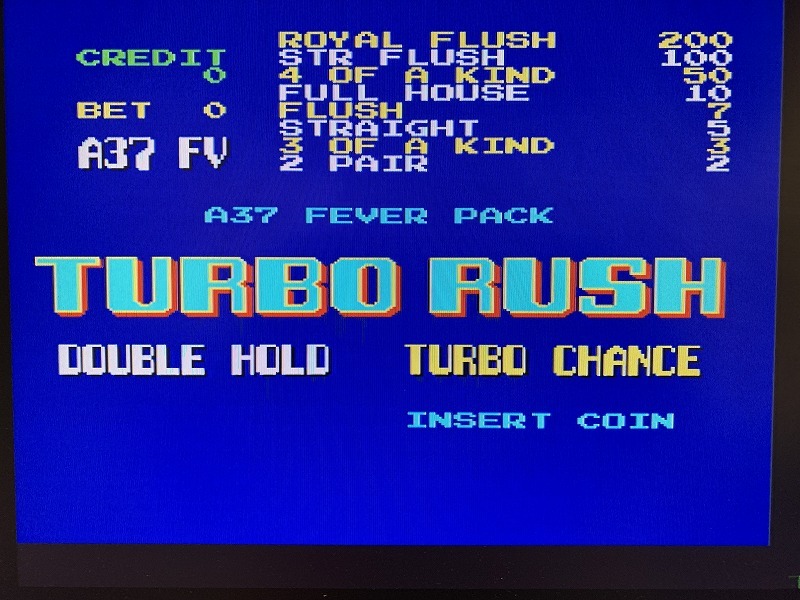 ROYAL FLUSH 200
CREDIT STR FLUSH 100
0 4 OF A KIND 50
FULL HOUSE 10
BET 0 FLUSH 7
STRAIGHT 5
A37 FV 3 OF A KIND 3
2 PAIR 2
A37 FEVER PACK
TURBO RUSH
DOUBLE HOLD TURBO CHANCE
INSERT COIN